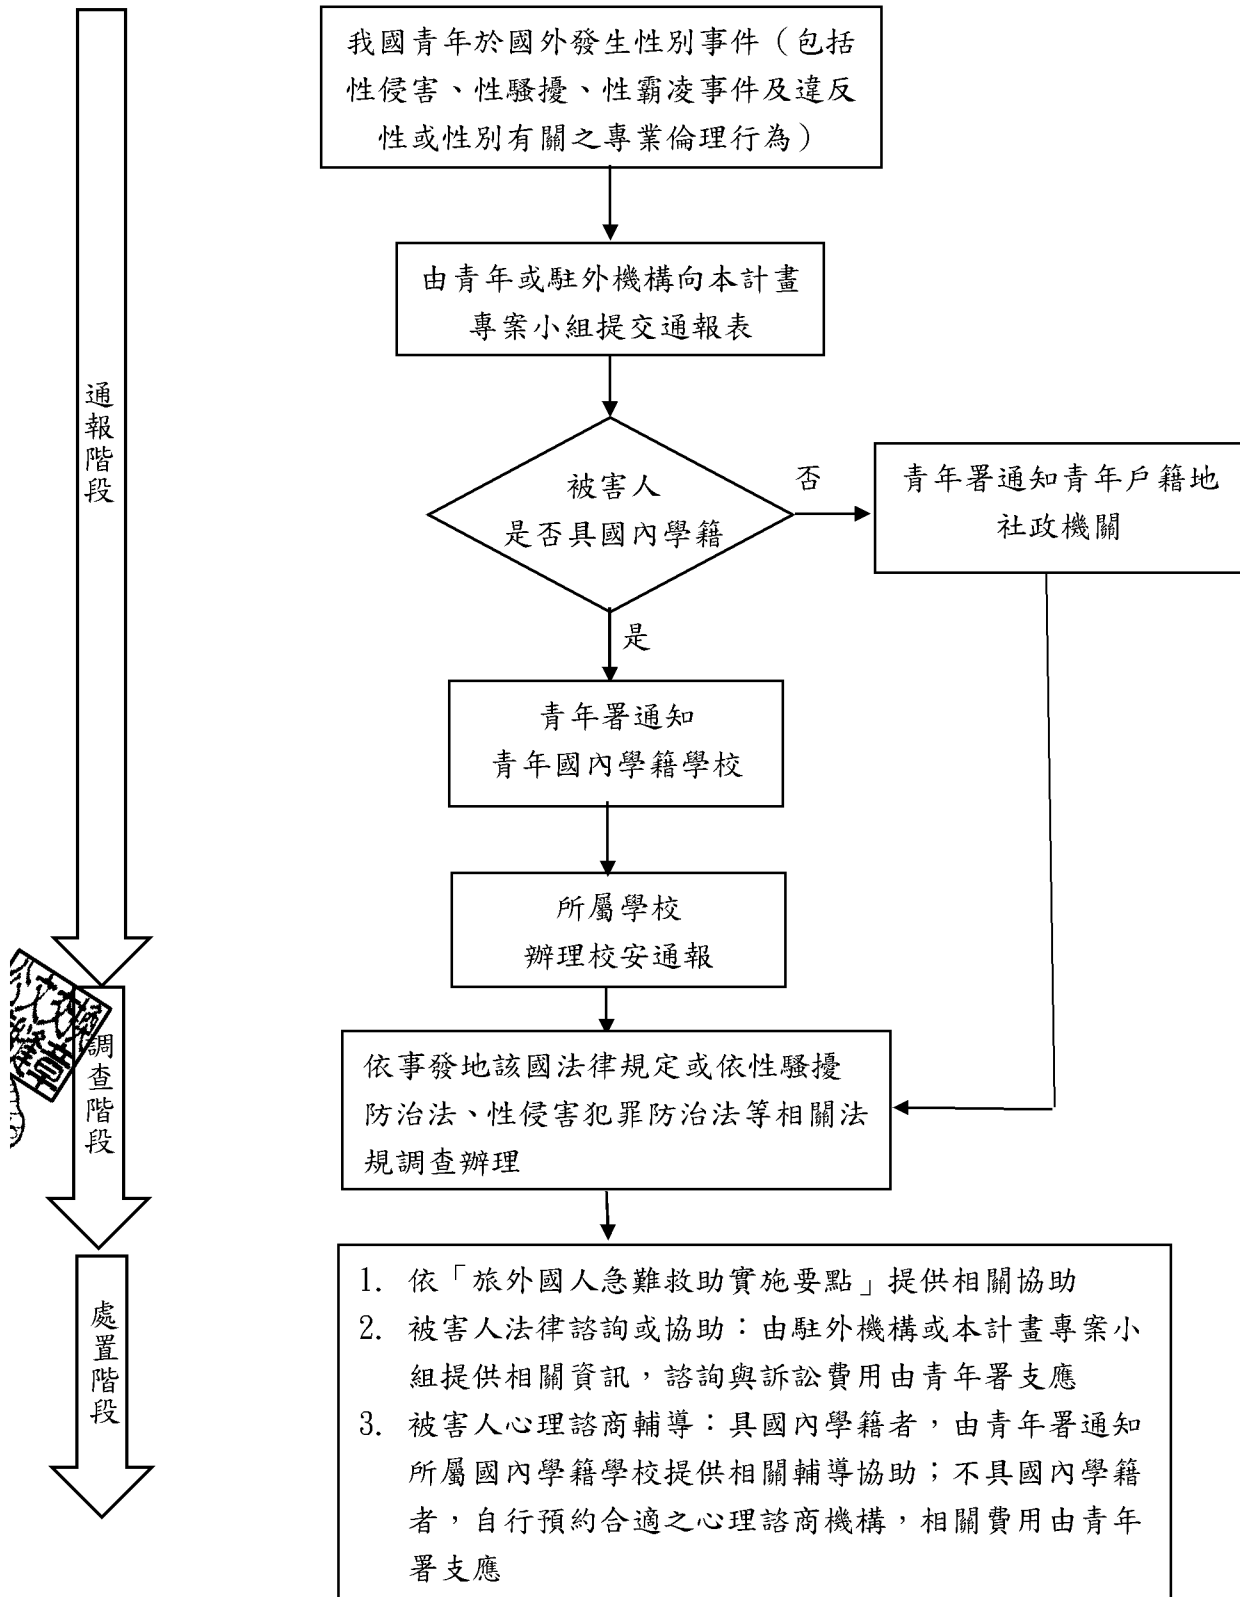 我國青年於國外發生性別事件（包括
性侵害、性騷擾、性霸凌事件及違反
性或性別有關之專業倫理行為）
由青年或駐外機構向本計畫
專案小組提交通報表
通報階段
被害人
是否具國內學籍
否
青年署通知青年戶籍地
社政機關
是
青年署通知
青年國內學籍學校
所屬學校
辦理校安通報
調查階段
依事發地該國法律規定或依性騷擾
防治法、性侵害犯罪防治法等相關法
規調查辦理
處置階段
1. 依「旅外國人急難救助實施要點」提供相關協助
2. 被害人法律諮詢或協助：由駐外機構或本計畫專案小
組提供相關資訊，諮詢與訴訟費用由青年署支應
3. 被害人心理諮商輔導：具國內學籍者，由青年署通知
所屬國內學籍學校提供相關輔導協助；不具國內學籍
者，自行預約合適之心理諮商機構，相關費用由青年
署支應